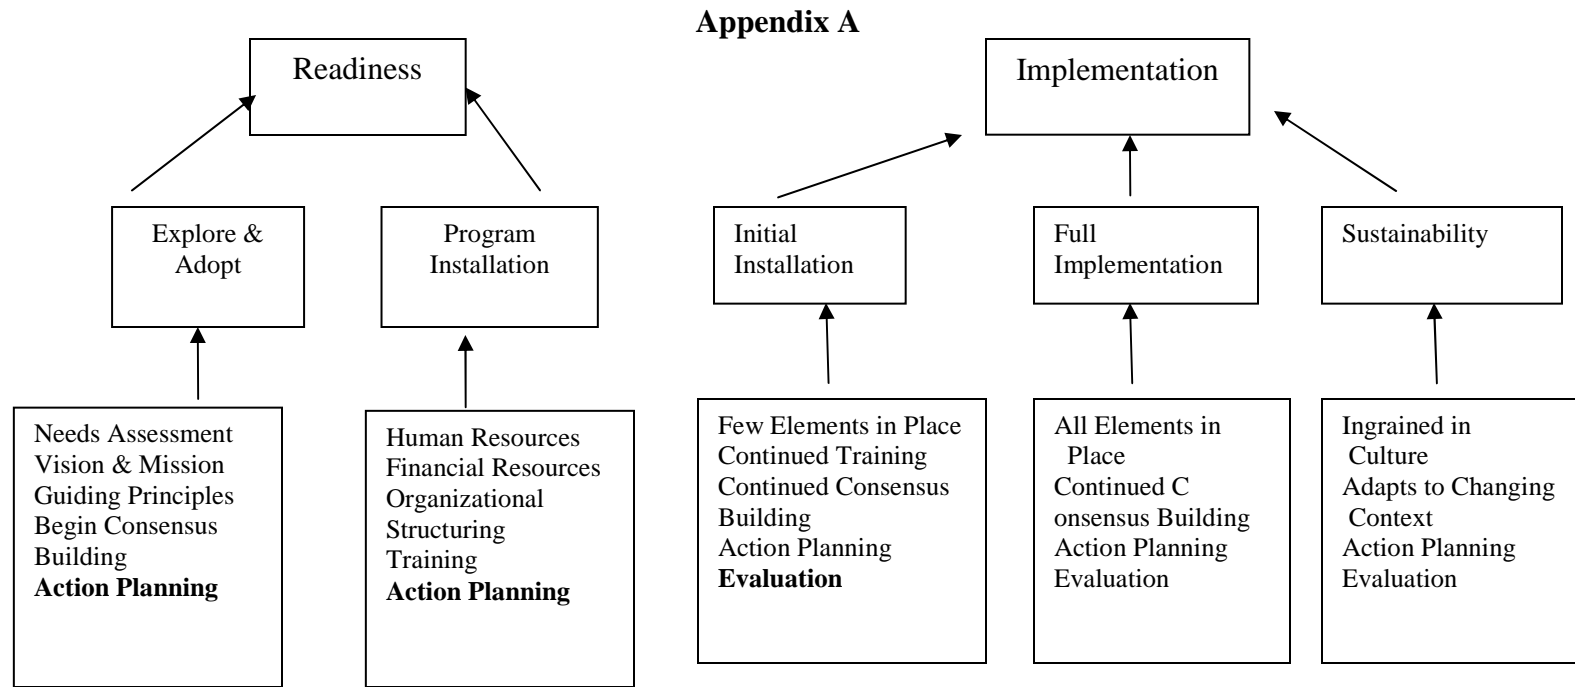 Appendix A
Readiness
Implementation
Explore &
Adopt
Program
Installation
Initial
Installation
Full
Implementation
Sustainability
Needs Assessment
Vision & Mission
Guiding Principles
Begin Consensus
Building
Action Planning
Human Resources
Financial Resources
Organizational
Structuring
Training
Action Planning
Few Elements in Place
Continued Training
Continued Consensus
Building
Action Planning
Evaluation
All Elements in
Place
Continued C
onsensus Building
Action Planning
Evaluation
Ingrained in
Culture
Adapts to Changing
Context
Action Planning
Evaluation